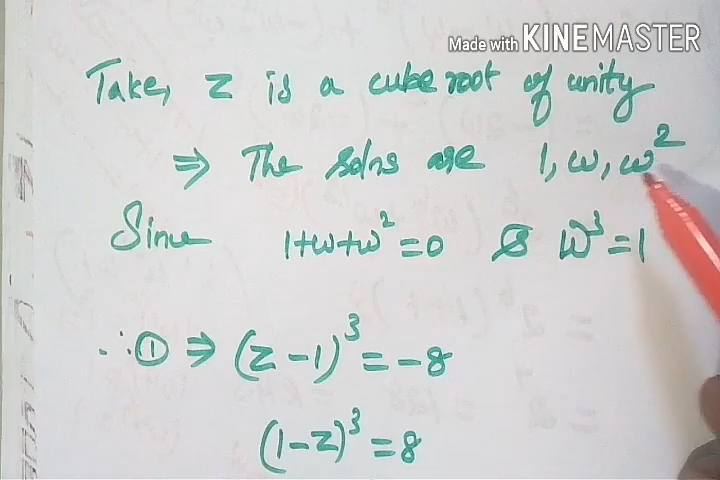 Made with KINEMASTER
Take, z is a cube root of unity
⇒ The solns are 1, ω, ω²
Since 1+ω+ω² = 0 & ω³ = 1
∴ ① ⇒ (z − 1)³ = −8
(1 − z)³ = 8